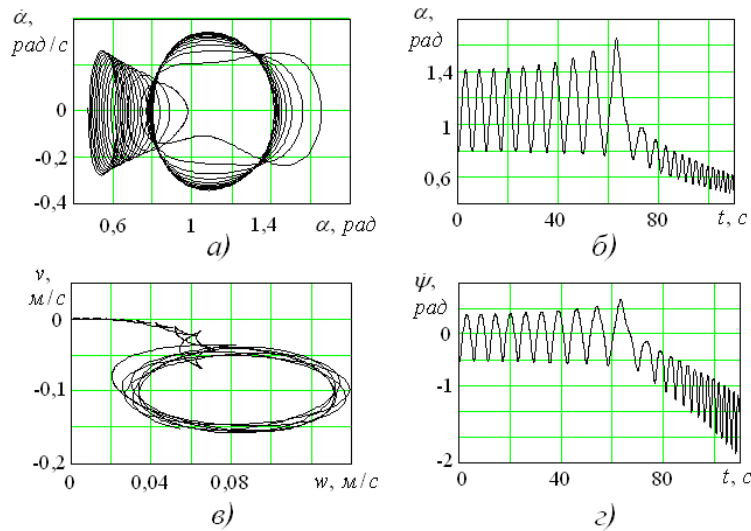 α̇,
рад/с
0
-0,2
-0,4
0,6
1
1,4
α, рад
а)
α,
рад
1,4
1
0,6
0
40
80
t, с
б)
v,
м/с
0
-0,1
-0,2
0
0,04
0,08
w, м/с
в)
ψ̇,
рад
0
-1
-2
0
40
80
t, с
г)